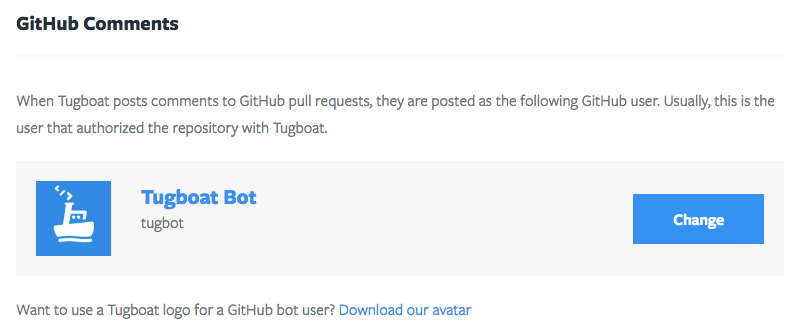 GitHub Comments
When Tugboat posts comments to GitHub pull requests, they are posted as the following GitHub user. Usually, this is the
user that authorized the repository with Tugboat.
Tugboat Bot
tugbot
Change
Want to use a Tugboat logo for a GitHub bot user? Download our avatar